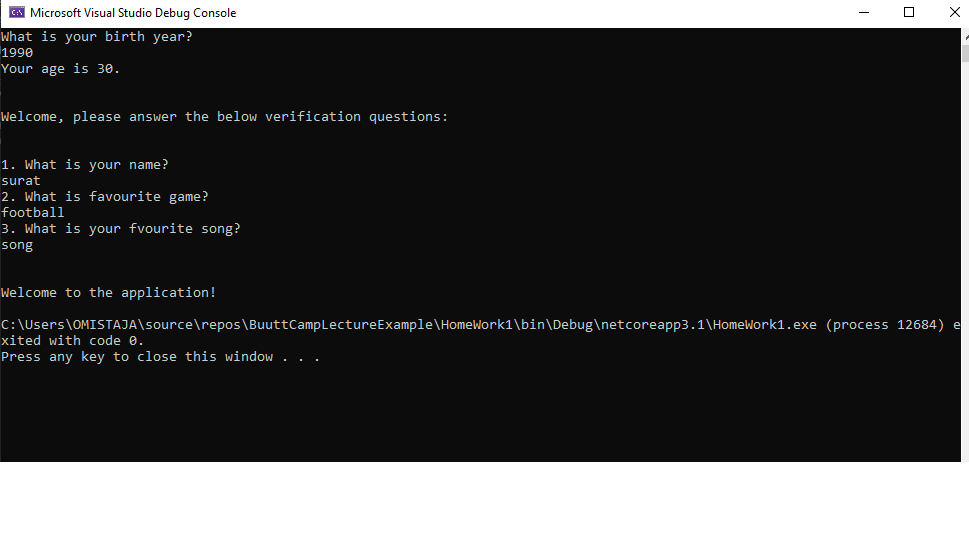 Microsoft Visual Studio Debug Console
What is your birth year?
1990
Your age is 30.
Welcome, please answer the below verification questions:
1. What is your name?
surat
2. What is favourite game?
football
3. What is your fvourite song?
song
Welcome to the application!
C:\Users\OMISTAJA\source\repos\BuuttCampLectureExample\HomeWork1\bin\Debug\netcoreapp3.1\HomeWork1.exe (process 12684) e
xited with code 0.
Press any key to close this window . . .